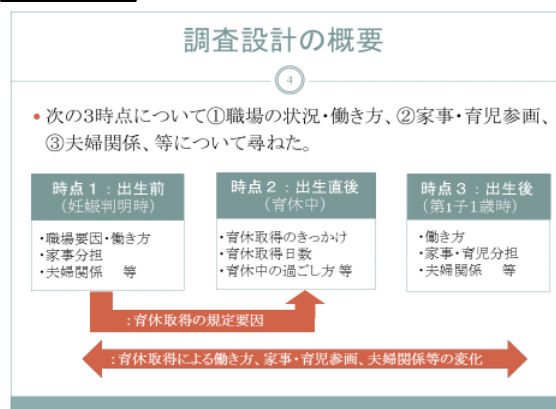 調査設計の概要
4
• 次の3時点について①職場の状況・働き方、②家事・育児参画、
③夫婦関係、等について尋ねた。
時点1：出生前
（妊娠判明時）
・職場要因・働き方
・家事分担
・夫婦関係　等
時点2：出生直後
（育休中）
・育休取得のきっかけ
・育休取得日数
・育休中の過ごし方 等
時点3：出生後
（第1子1歳時）
・働き方
・家事・育児分担
・夫婦関係　等
：育休取得の規定要因
：育休取得による働き方、家事・育児参画、夫婦関係等の変化